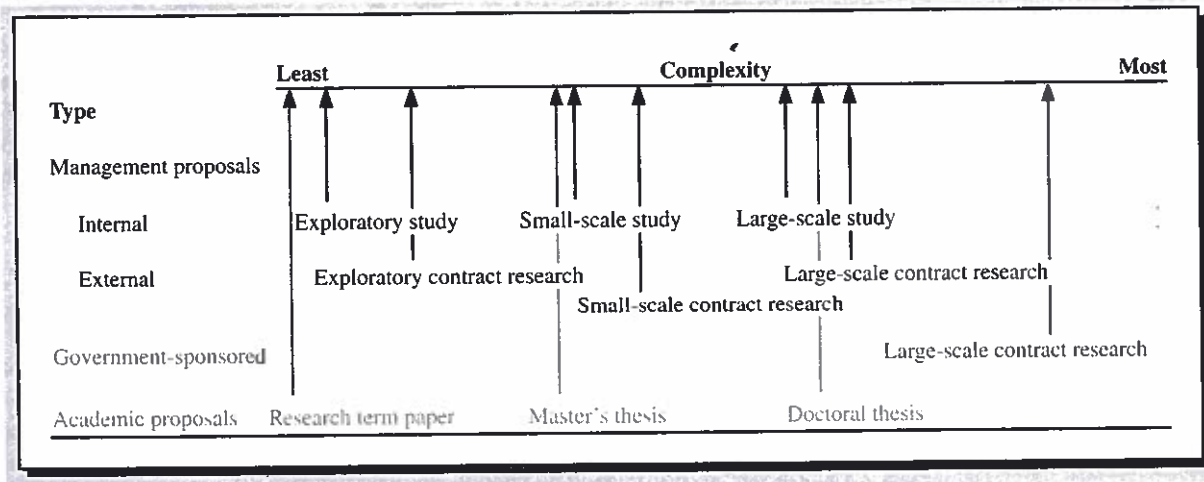 Least Complexity Most
Type
Management proposals
Internal Exploratory study Small-scale study Large-scale study
External Exploratory contract research Large-scale contract research
Small-scale contract research
Government-sponsored Large-scale contract research
Academic proposals Research term paper Master's thesis Doctoral thesis